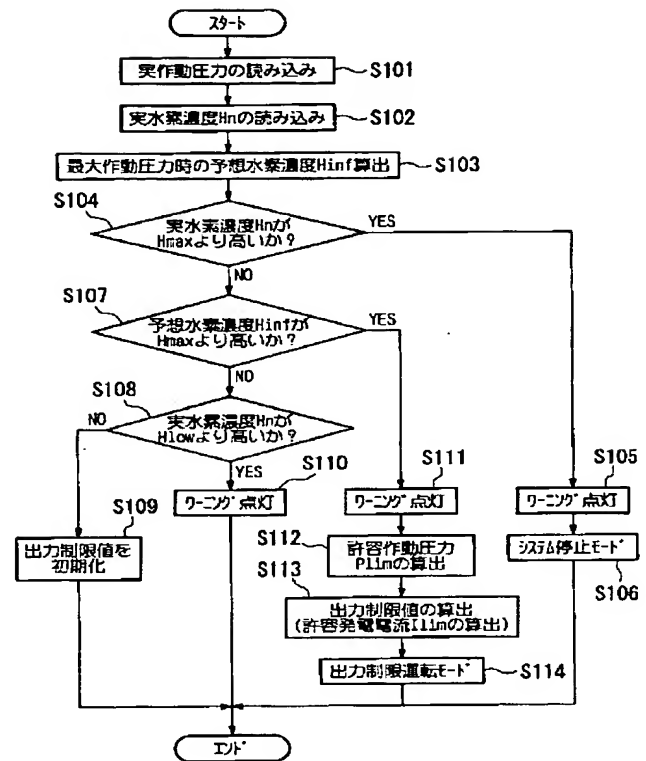 スタート
実作動圧力の読み込み
S101
実水素濃度Hnの読み込み
S102
最大作動圧力時の予想水素濃度Hinf算出
S103
S104
実水素濃度Hnが
Hmaxより高いか?
YES
NO
S107
予想水素濃度Hinfが
Hmaxより高いか?
YES
NO
S108
実水素濃度Hnが
Hlowより高いか?
NO
YES
S109
出力制限値を
初期化
S110
ワーニング点灯
S111
ワーニング点灯
S105
ワーニング点灯
S112
許容作動圧力
Plimの算出
システム停止モード
S106
S113
出力制限値の算出
(許容発電電流Ilimの算出)
出力制限運転モード
S114
エンド